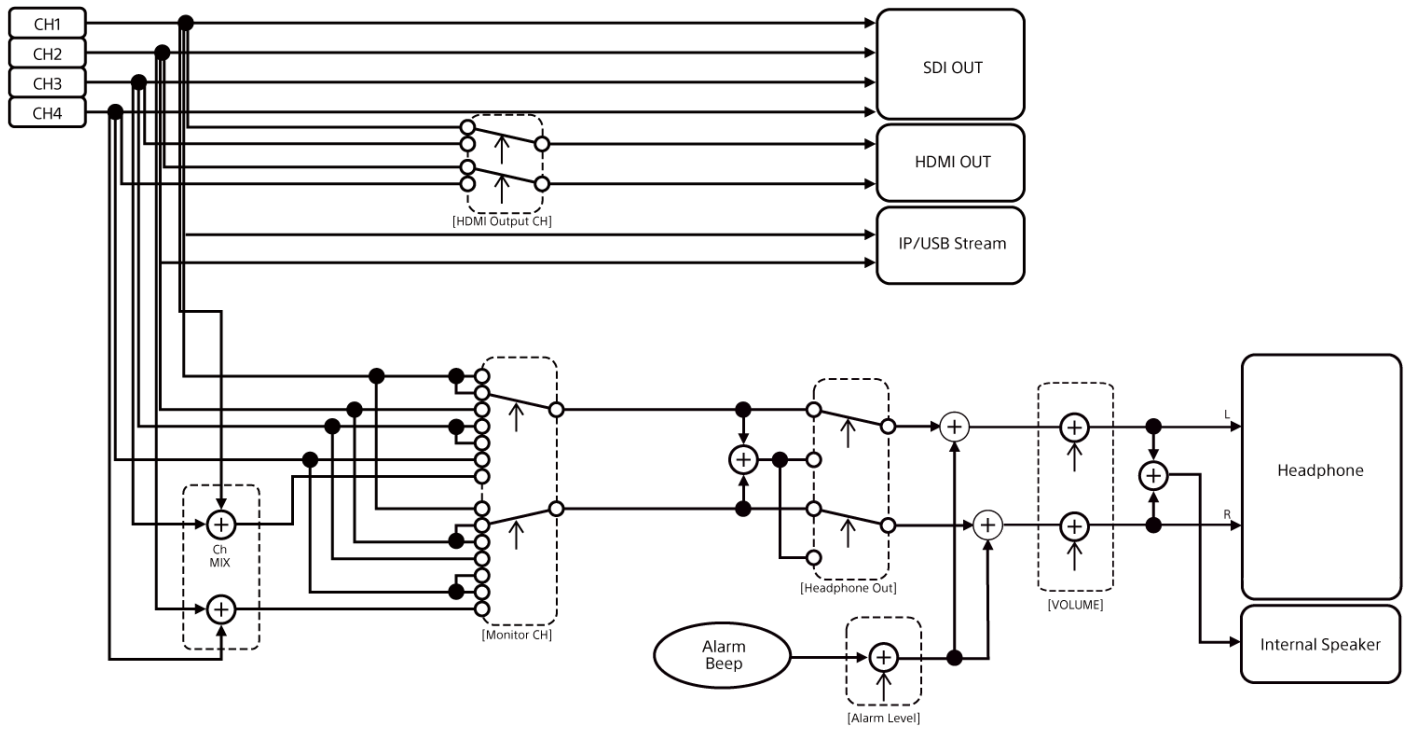 CH1
CH2
CH3
CH4
SDI OUT
HDMI OUT
[HDMI Output CH]
IP/USB Stream
L
Headphone
R
Ch
MIX
[Headphone Out]
[VOLUME]
[Monitor CH]
Alarm
Beep
Internal Speaker
[Alarm Level]